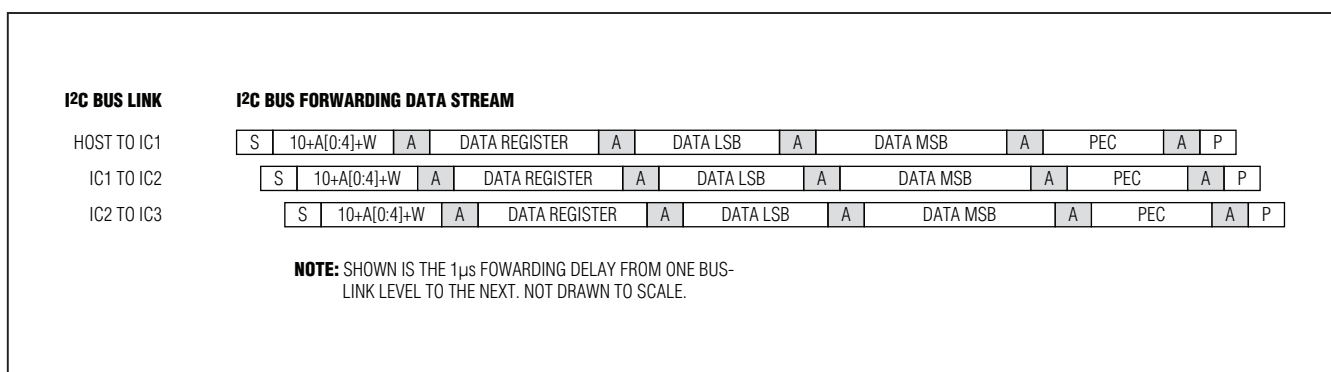 I2C BUS LINK I2C BUS FORWARDING DATA STREAM
HOST TO IC1 S 10+A[0:4]+W A DATA REGISTER A DATA LSB A DATA MSB A PEC A P
IC1 TO IC2 S 10+A[0:4]+W A DATA REGISTER A DATA LSB A DATA MSB A PEC A P
IC2 TO IC3 S 10+A[0:4]+W A DATA REGISTER A DATA LSB A DATA MSB A PEC A P
NOTE: SHOWN IS THE 1µs FOWARDING DELAY FROM ONE BUS-
LINK LEVEL TO THE NEXT. NOT DRAWN TO SCALE.